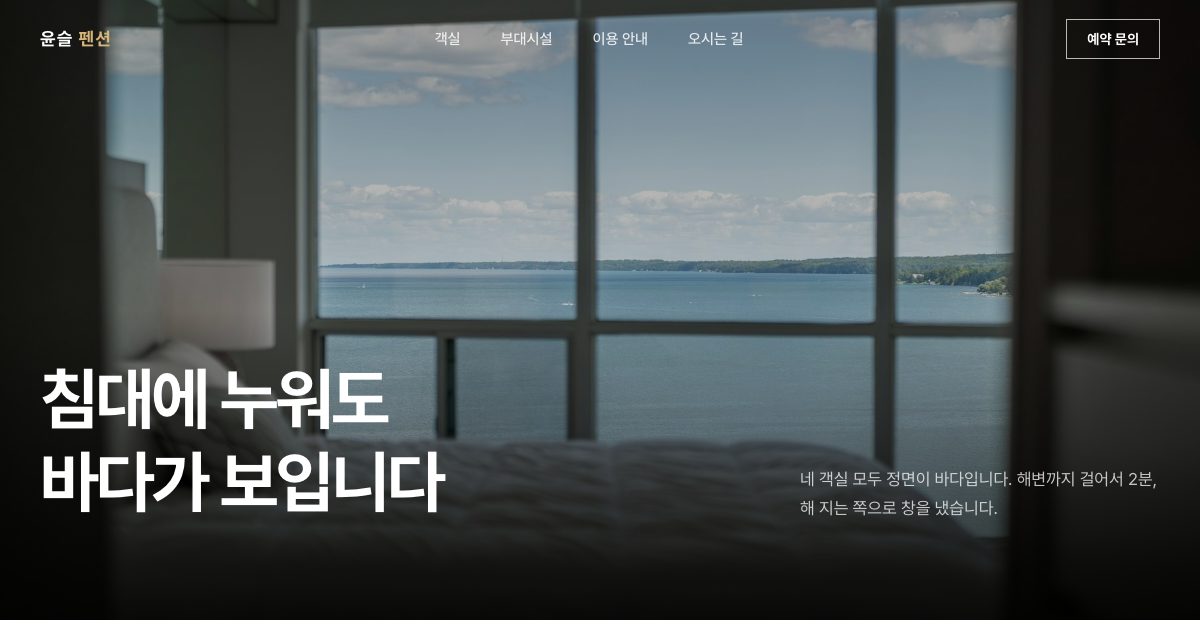 윤슬 펜션
객실
부대시설
이용 안내
오시는 길
예약 문의
침대에 누워도
바다가 보입니다
네 객실 모두 정면이 바다입니다. 해변까지 걸어서 2분,
해 지는 쪽으로 창을 냈습니다.